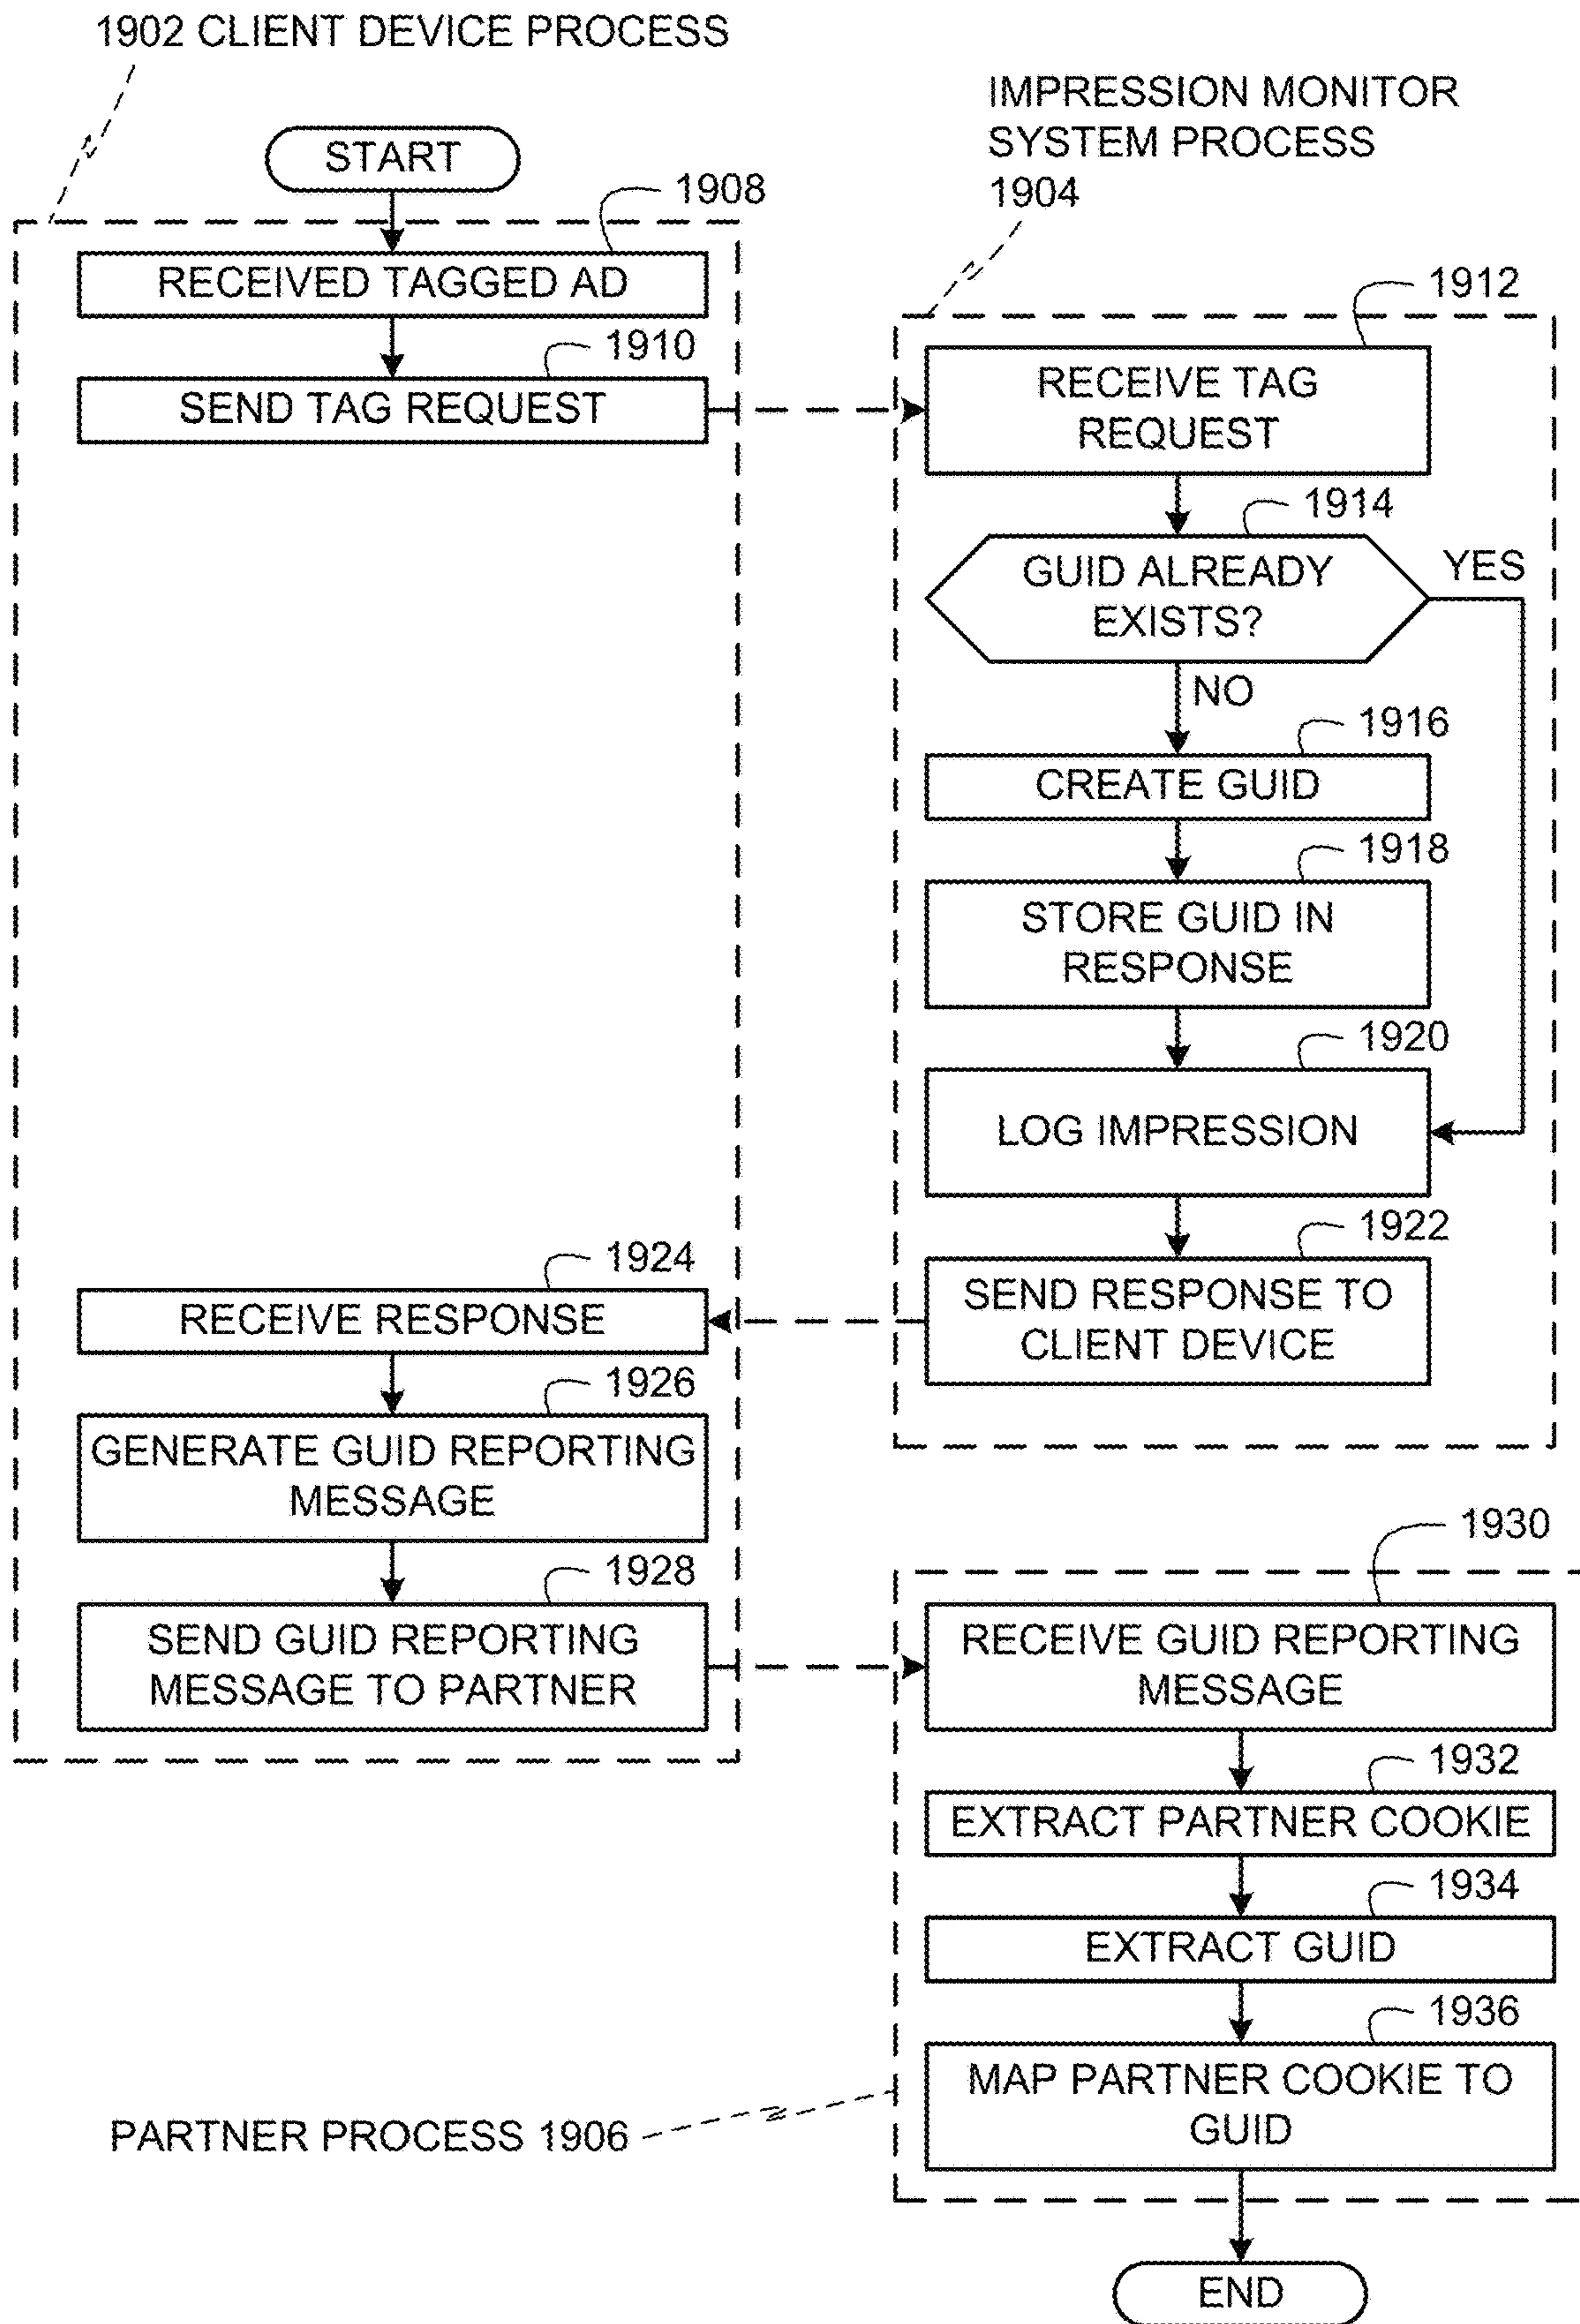 1902 CLIENT DEVICE PROCESS
START
1908
RECEIVED TAGGED AD
1910
SEND TAG REQUEST
IMPRESSION MONITOR
SYSTEM PROCESS
1904
1912
RECEIVE TAG
REQUEST
1914
GUID ALREADY
EXISTS?
YES
NO
1916
CREATE GUID
1918
STORE GUID IN
RESPONSE
1920
LOG IMPRESSION
1922
SEND RESPONSE TO
CLIENT DEVICE
1924
RECEIVE RESPONSE
1926
GENERATE GUID REPORTING
MESSAGE
1928
SEND GUID REPORTING
MESSAGE TO PARTNER
1930
RECEIVE GUID REPORTING
MESSAGE
1932
EXTRACT PARTNER COOKIE
1934
EXTRACT GUID
1936
MAP PARTNER COOKIE TO
GUID
PARTNER PROCESS 1906
END